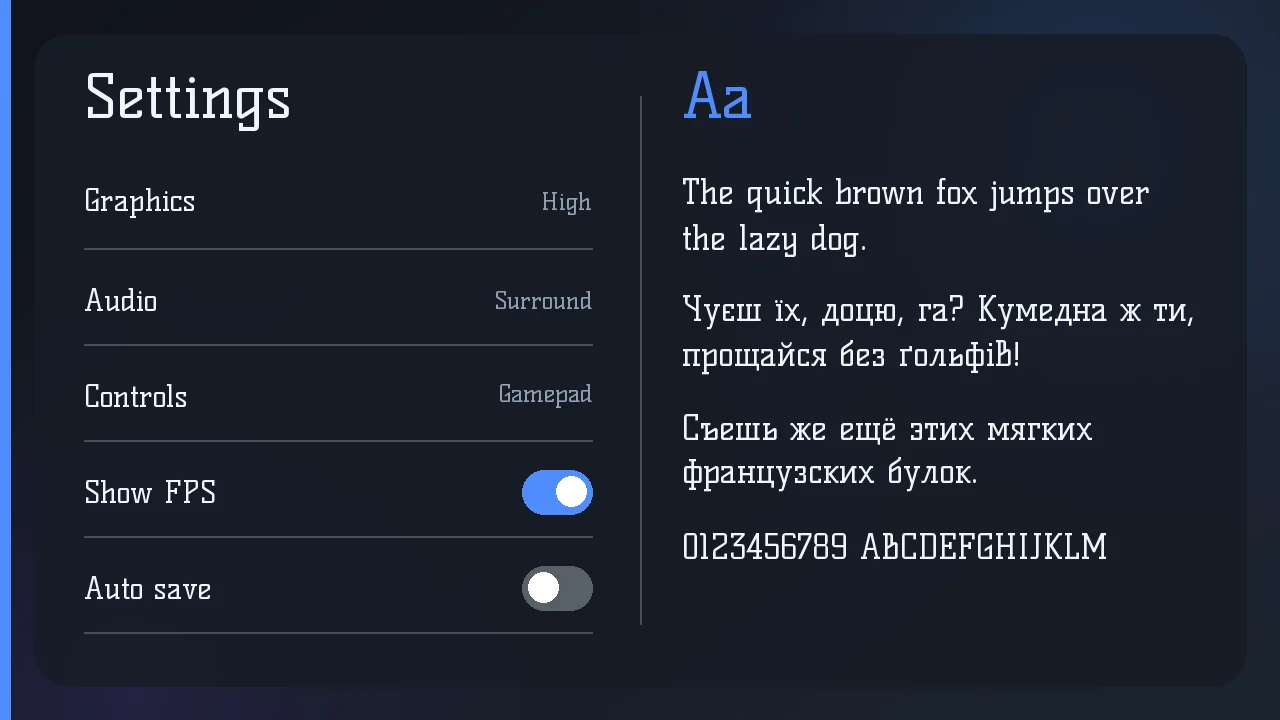 Settings
Graphics High
Audio Surround
Controls Gamepad
Show FPS
Auto save
Aa
The quick brown fox jumps over
the lazy dog.
Чуєш їх, доцю, га? Кумедна ж ти,
прощайся без ґольфів!
Съешь же ещё этих мягких
французских булок.
0123456789 ABCDEFGHIJKLM